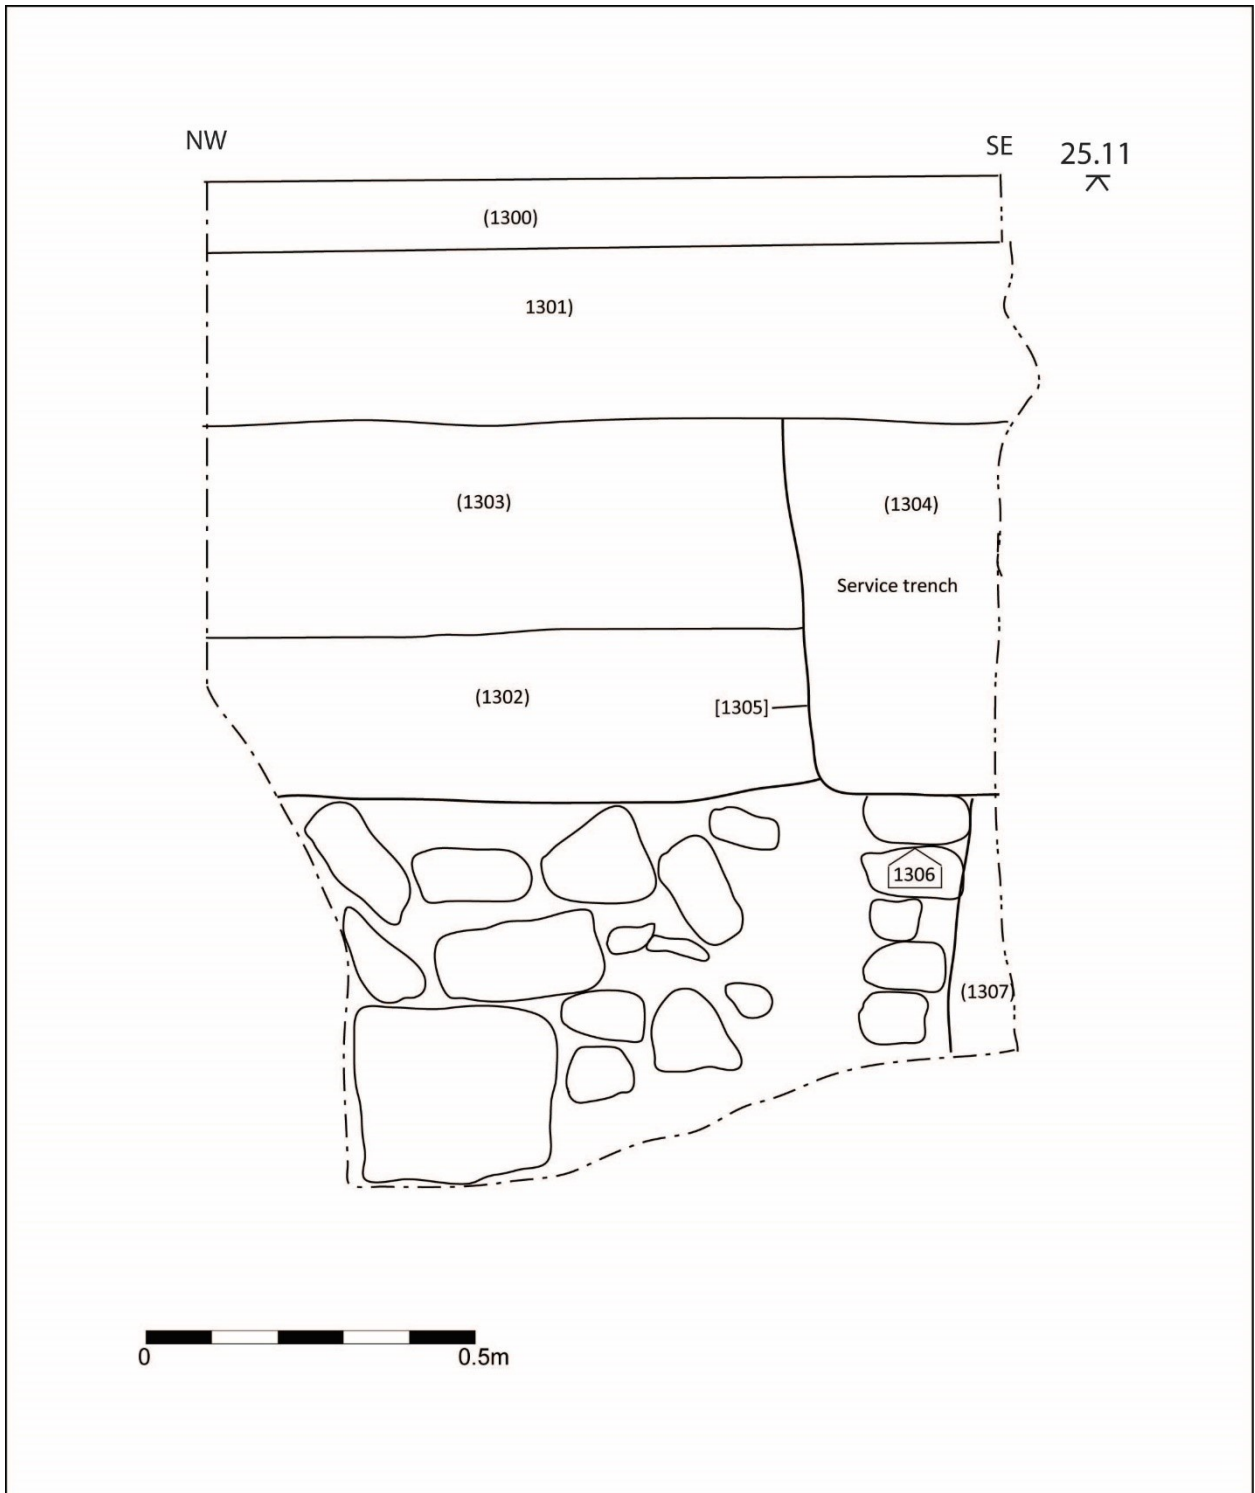 NW
SE
25.11
(1300)
1301)
(1303)
(1304)
Service trench
(1302)
[1305]
1306
(1307)
0
0.5m